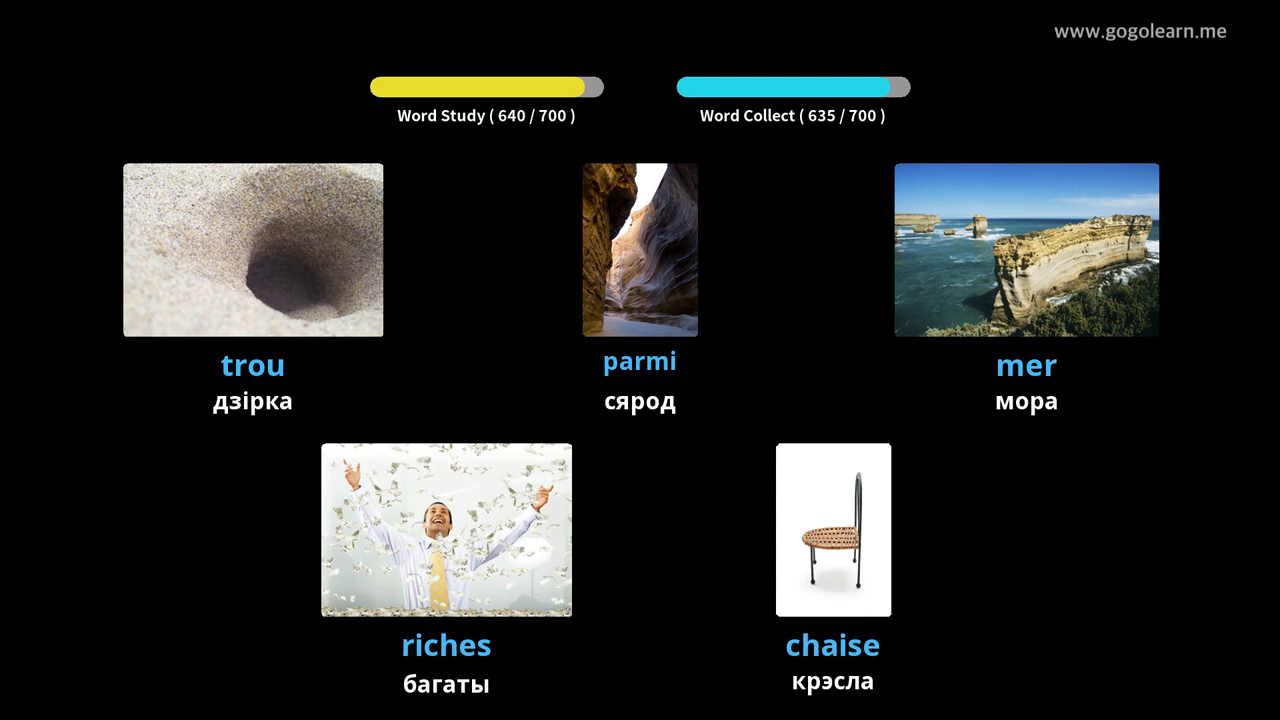 www.gogolearn.me
Word Study ( 640 / 700 )
Word Collect ( 635 / 700 )
trou
дзірка
parmi
сярод
mer
мора
riches
багаты
chaise
крэсла